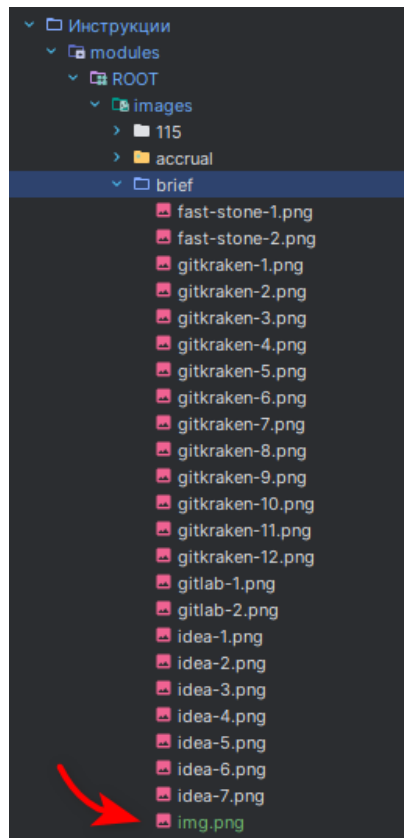 Инструкции
modules
ROOT
images
115
accrual
brief
fast-stone-1.png
fast-stone-2.png
gitkraken-1.png
gitkraken-2.png
gitkraken-3.png
gitkraken-4.png
gitkraken-5.png
gitkraken-6.png
gitkraken-7.png
gitkraken-8.png
gitkraken-9.png
gitkraken-10.png
gitkraken-11.png
gitkraken-12.png
gitlab-1.png
gitlab-2.png
idea-1.png
idea-2.png
idea-3.png
idea-4.png
idea-5.png
idea-6.png
idea-7.png
img.png